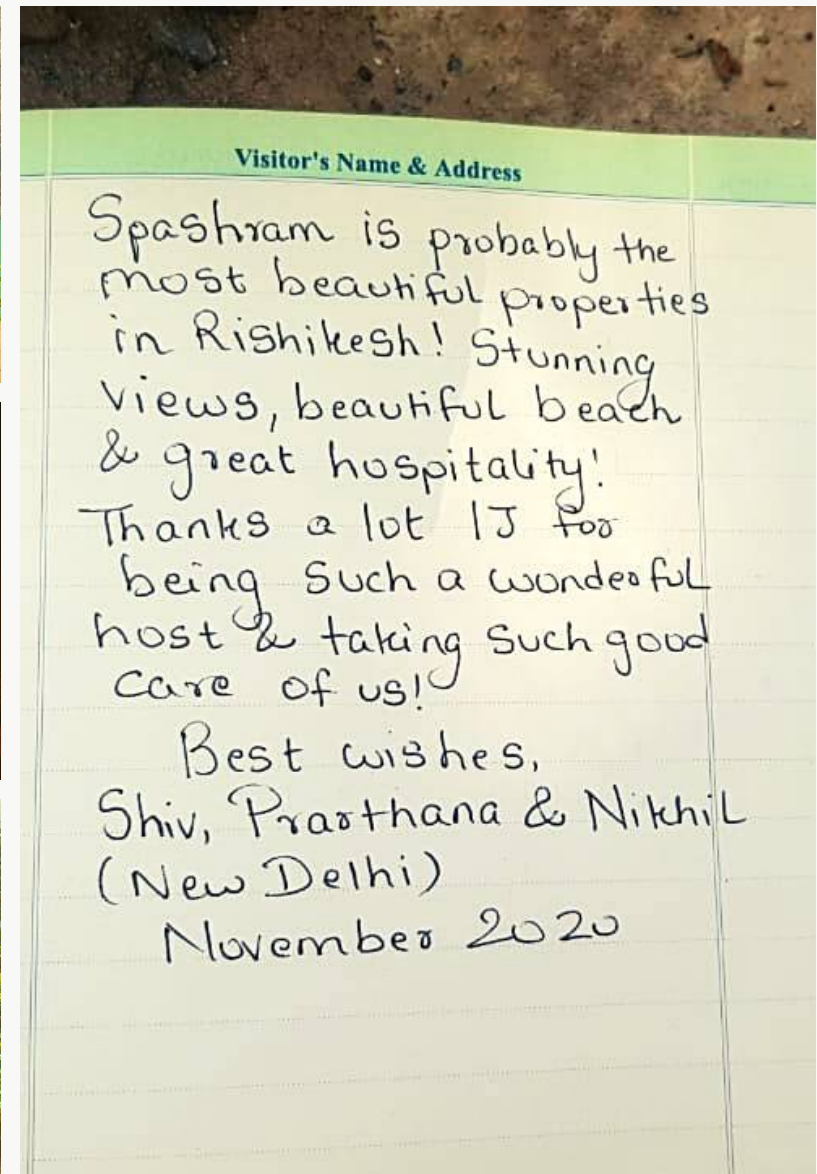 Visitor's Name & Address
Spashram is probably the
most beautiful properties
in Rishikesh! Stunning
views, beautiful beach
& great hospitality!
Thanks a lot IJ for
being such a wonderful
host & taking such good
care of us!
Best wishes,
Shiv, Prarthana & Nikhil
(New Delhi)
November 2020